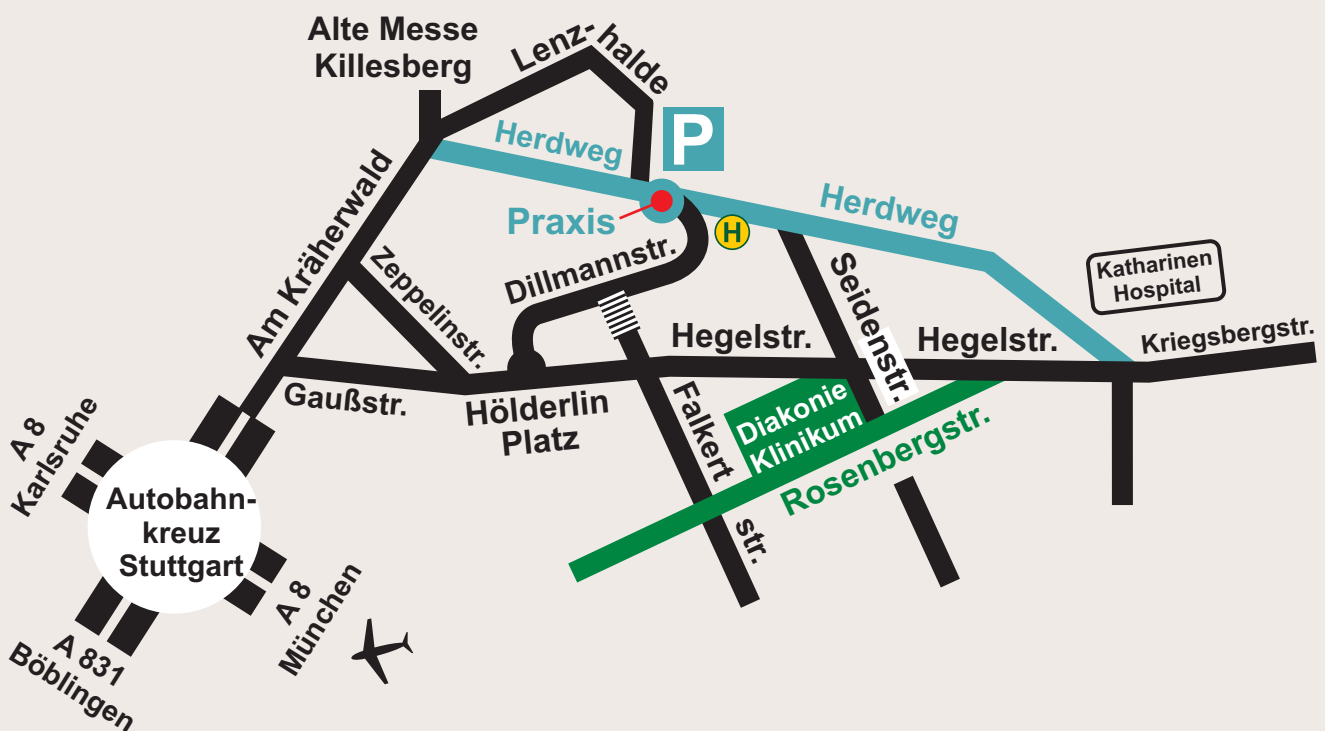 Alte Messe
Killesberg
Lenz-
halde
P
Herdweg
Herdweg
Praxis
H
Am Kräherwald
Zeppelinstr.
Dillmannstr.
Seidenstr.
Katharinen
Hospital
Hegelstr.
Hegelstr.
Kriegsbergstr.
Gaußstr.
Hölderlin
Platz
Falkert
str.
Diakonie
Klinikum
Rosenbergstr.
A 8
Karlsruhe
Autobahn-
kreuz
Stuttgart
A 8
München
A 831
Böblingen